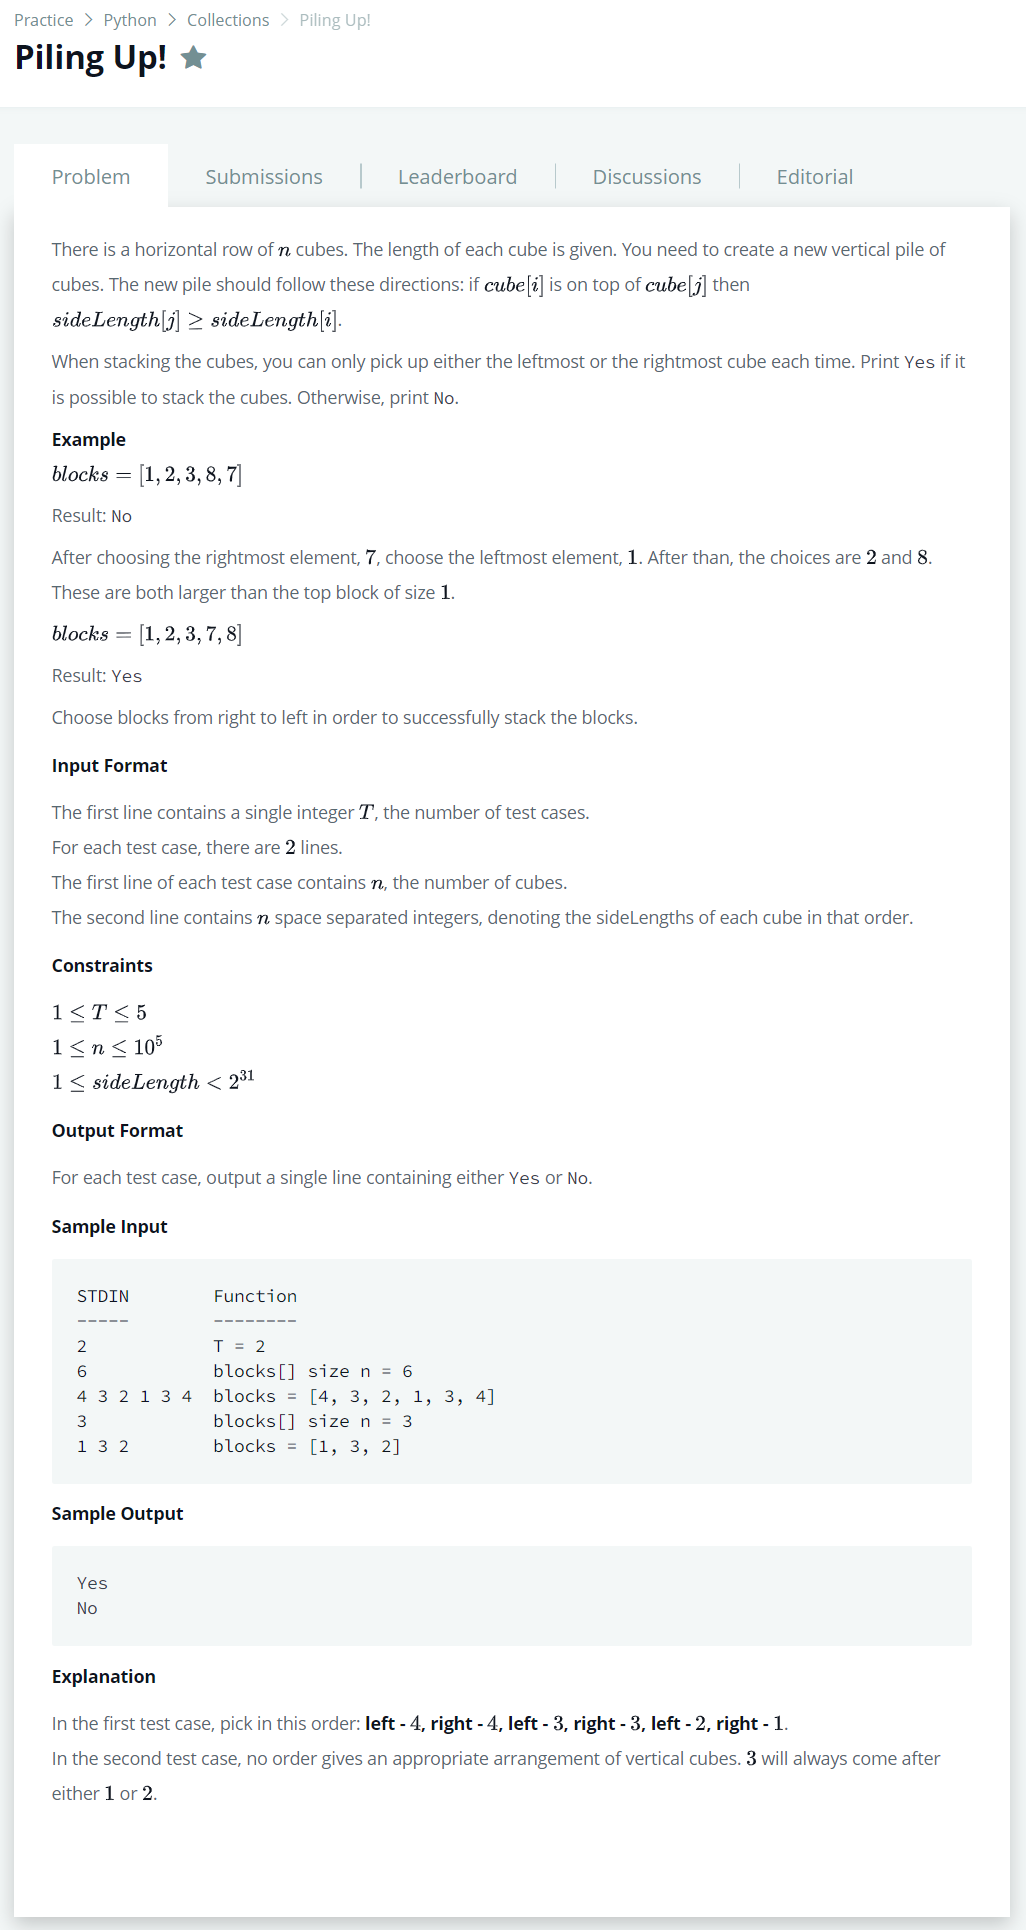 Practice > Python > Collections > Piling Up!
Piling Up! ★
Problem
Submissions
Leaderboard
Discussions
Editorial
There is a horizontal row of n cubes. The length of each cube is given. You need to create a new vertical pile of
cubes. The new pile should follow these directions: if cube[i] is on top of cube[j] then
sideLength[j] ≥ sideLength[i].
When stacking the cubes, you can only pick up either the leftmost or the rightmost cube each time. Print Yes if it
is possible to stack the cubes. Otherwise, print No.
Example
blocks = [1, 2, 3, 8, 7]
Result: No
After choosing the rightmost element, 7, choose the leftmost element, 1. After than, the choices are 2 and 8.
These are both larger than the top block of size 1.
blocks = [1, 2, 3, 7, 8]
Result: Yes
Choose blocks from right to left in order to successfully stack the blocks.
Input Format
The first line contains a single integer T, the number of test cases.
For each test case, there are 2 lines.
The first line of each test case contains n, the number of cubes.
The second line contains n space separated integers, denoting the sideLengths of each cube in that order.
Constraints
1 ≤ T ≤ 5
1 ≤ n ≤ 10⁵
1 ≤ sideLength < 2³¹
Output Format
For each test case, output a single line containing either Yes or No.
Sample Input
STDIN        Function
-----        --------
2            T = 2
6            blocks[] size n = 6
4 3 2 1 3 4  blocks = [4, 3, 2, 1, 3, 4]
3            blocks[] size n = 3
1 3 2        blocks = [1, 3, 2]
Sample Output
Yes
No
Explanation
In the first test case, pick in this order: left - 4, right - 4, left - 3, right - 3, left - 2, right - 1.
In the second test case, no order gives an appropriate arrangement of vertical cubes. 3 will always come after
either 1 or 2.